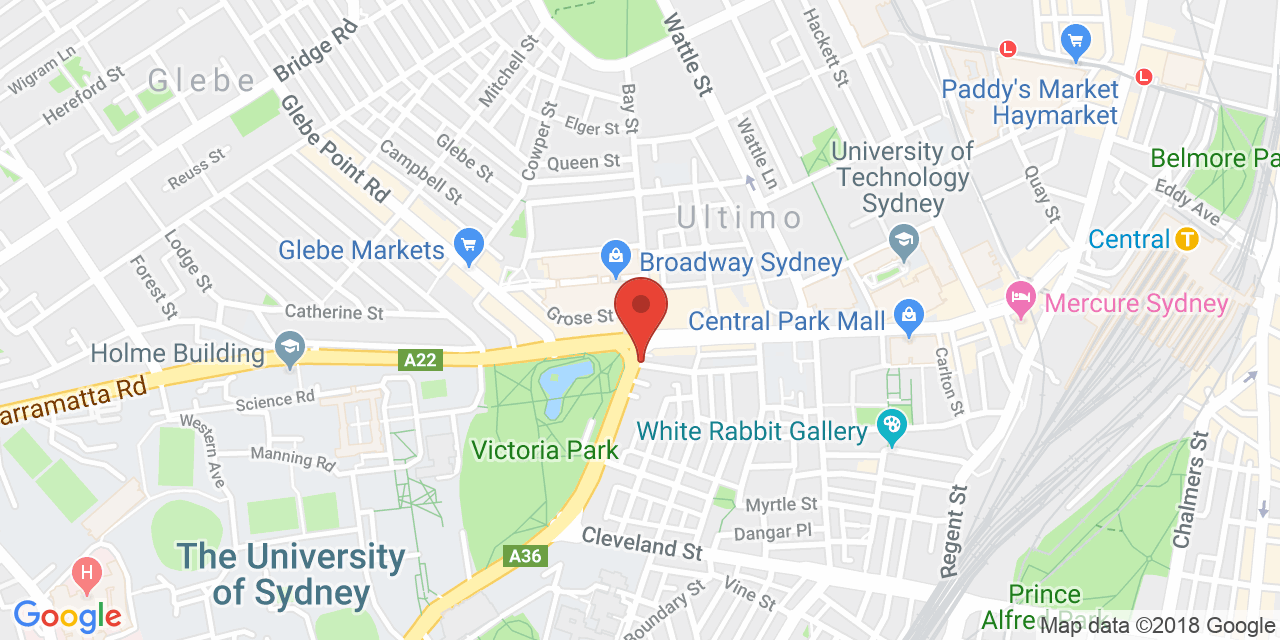 Wigram Ln
Hereford St
Glebe
Bridge Rd
Mitchell St
Wattle St
Hackett St
L
L
Paddy's Market
Haymarket
Bay St
Cowper St
Elger St
Queen St
Glebe St
Glebe Point Rd
Campbell St
Reuss St
Wattle Ln
University of
Technology
Sydney
Belmore Pa
Eddy Ave
Quay St
Ultimo
Central
T
Lodge St
Forest St
Glebe Markets
Broadway Sydney
Catherine St
Grose St
Central Park Mall
Mercure Sydney
Holme Building
A22
arramatta Rd
Science Rd
Western Ave
Manning Rd
Victoria Park
White Rabbit Gallery
Carlton St
Regent St
Chalmers St
Myrtle St
Dangar Pl
Cleveland St
A36
The University
of Sydney
H
Vine St
Boundary St
Prince
Alfred Park
Google
Map data ©2018 Google